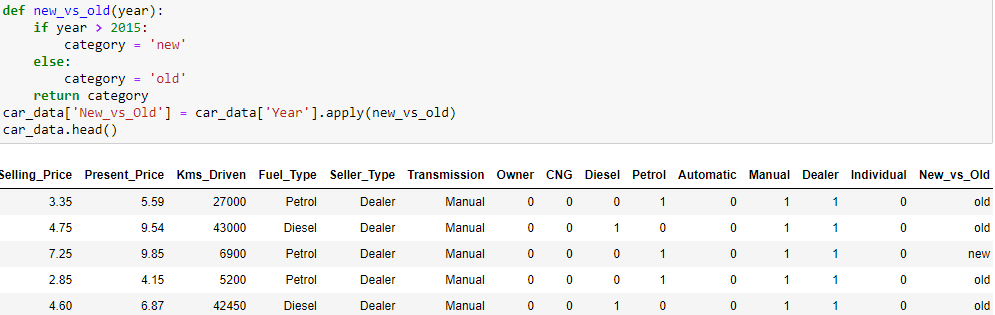 def new_vs_old(year):
    if year > 2015:
        category = 'new'
    else:
        category = 'old'
    return category
car_data['New_vs_Old'] = car_data['Year'].apply(new_vs_old)
car_data.head()
Selling_Price Present_Price Kms_Driven Fuel_Type Seller_Type Transmission Owner CNG Diesel Petrol Automatic Manual Dealer Individual New_vs_Old
3.35 5.59 27000 Petrol Dealer Manual 0 0 0 1 0 1 1 0 old
4.75 9.54 43000 Diesel Dealer Manual 0 0 1 0 0 1 1 0 old
7.25 9.85 6900 Petrol Dealer Manual 0 0 0 1 0 1 1 0 new
2.85 4.15 5200 Petrol Dealer Manual 0 0 0 1 0 1 1 0 old
4.60 6.87 42450 Diesel Dealer Manual 0 0 1 0 0 1 1 0 old